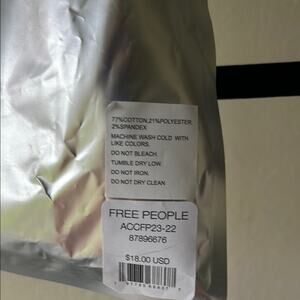 77%COTTON,21%POLYESTER,
2%SPANDEX
MACHINE WASH COLD WITH
LIKE COLORS.
DO NOT BLEACH.
TUMBLE DRY LOW.
DO NOT IRON.
DO NOT DRY CLEAN
FREE PEOPLE
ACCFP23-22
87896676
$18.00 USD